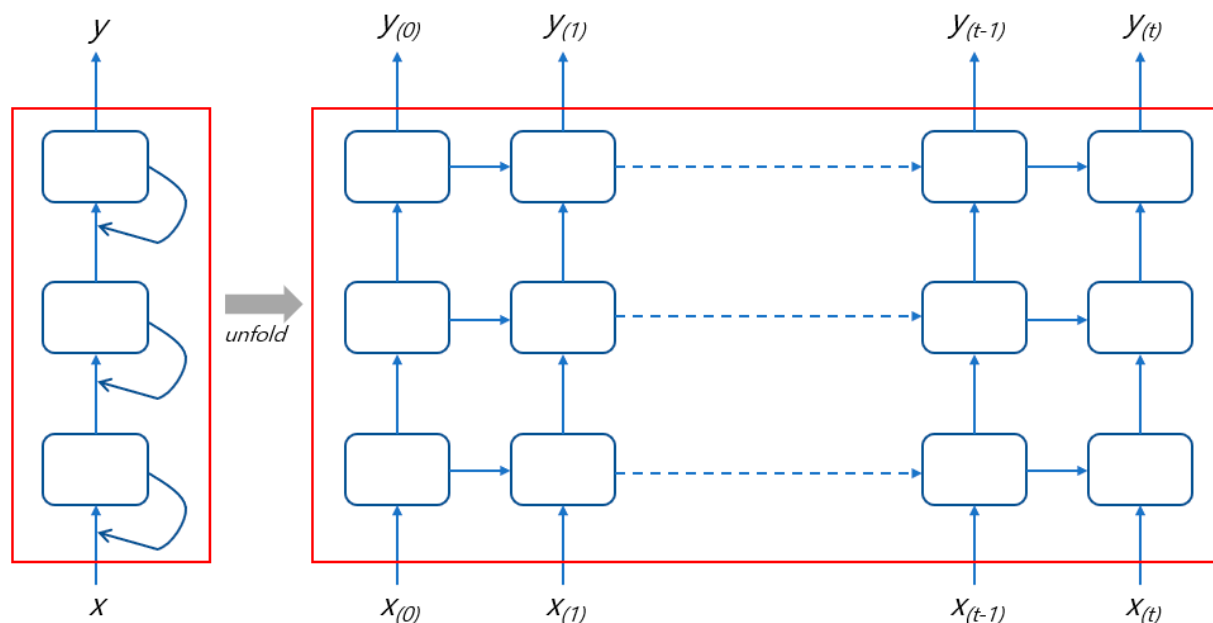 y y(0) y(1) y(t-1) y(t)
unfold
x x(0) x(1) x(t-1) x(t)